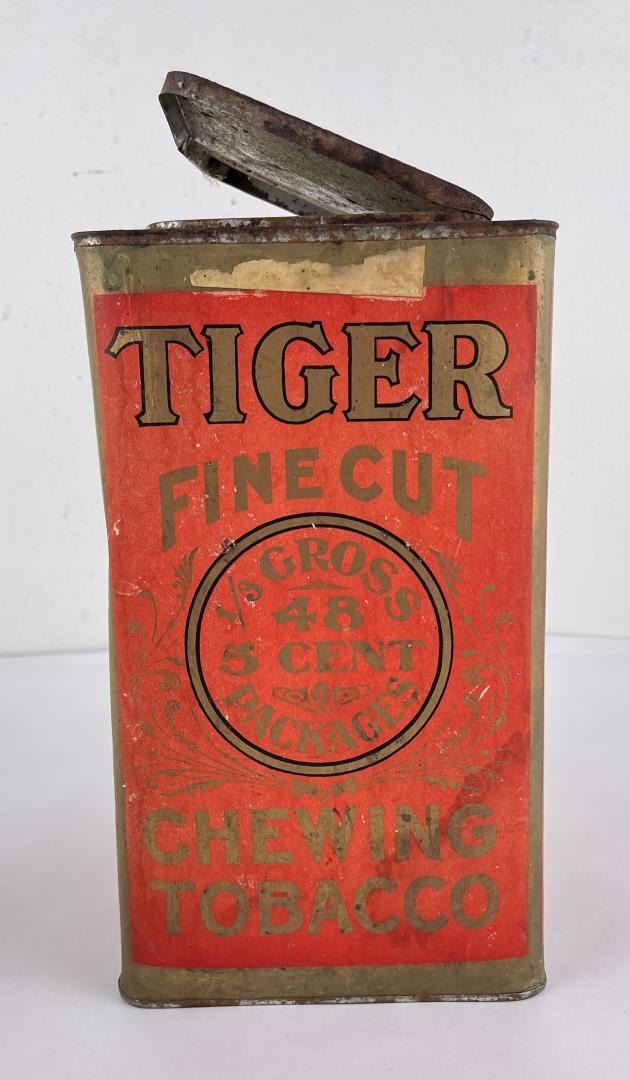 TIGER
FINE CUT
1/3 GROSS
48
5 CENT
PACKAGES
CHEWING
TOBACCO